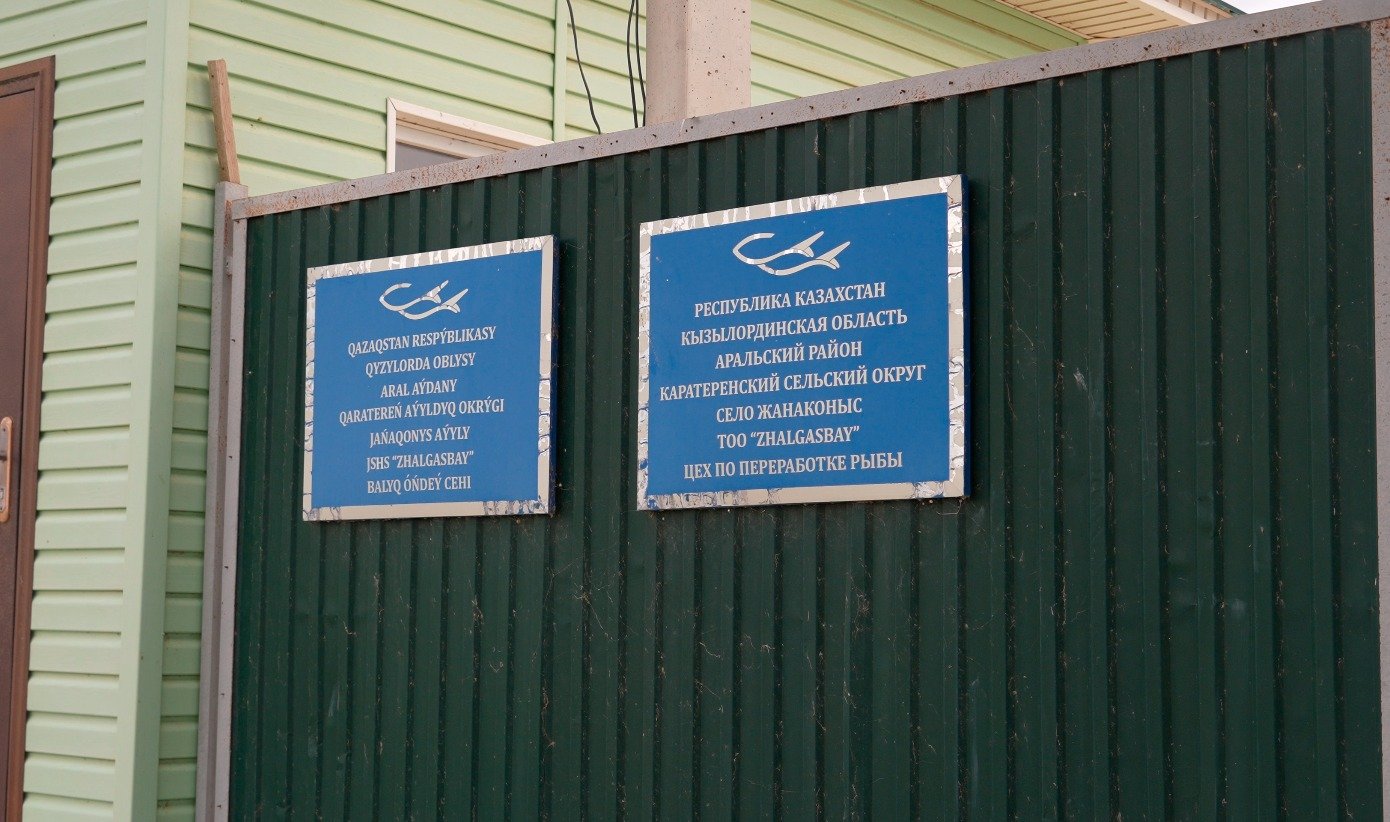 QAZAQSTAN RESPÝBLIKASY
QYZYLORDA OBLYSY
ARAL AÝDANY
QARATEREŃ AÝYLDYQ OKRÝGI
JAŃAQONYS AÝYLY
JSHS “ZHALGASBAY”
BALYQ ÓŃDEÝ CEHI
РЕСПУБЛИКА КАЗАХСТАН
КЫЗЫЛОРДИНСКАЯ ОБЛАСТЬ
АРАЛЬСКИЙ РАЙОН
КАРАТЕРЕНСКИЙ СЕЛЬСКИЙ ОКРУГ
СЕЛО ЖАНАКОНЫС
ТОО “ZHALGASBAY”
ЦЕХ ПО ПЕРЕРАБОТКЕ РЫБЫ